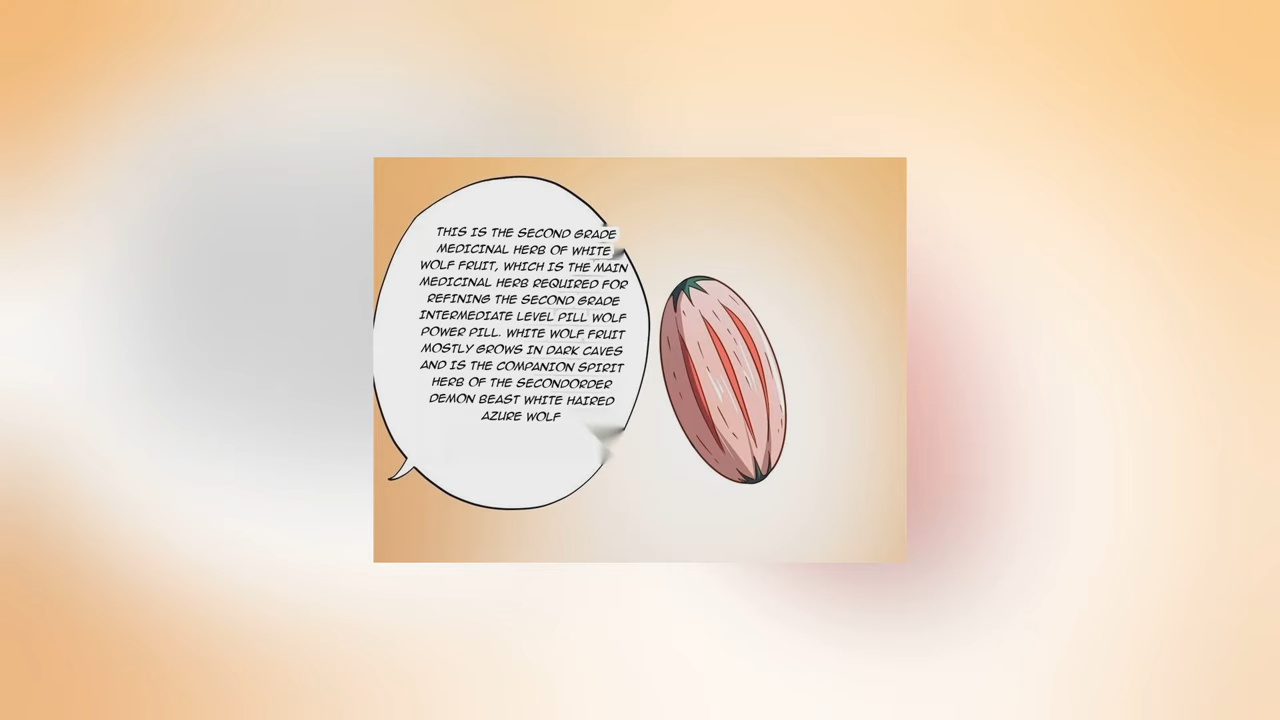 THIS IS THE SECOND GRADE
MEDICINAL HERB OF WHITE
WOLF FRUIT, WHICH IS THE MAIN
MEDICINAL HERB REQUIRED FOR
REFINING THE SECOND GRADE
INTERMEDIATE LEVEL PILL WOLF
POWER PILL. WHITE WOLF FRUIT
MOSTLY GROWS IN DARK CAVES
AND IS THE COMPANION SPIRIT
HERB OF THE SECONDORDER
DEMON BEAST WHITE HAIRED
AZURE WOLF